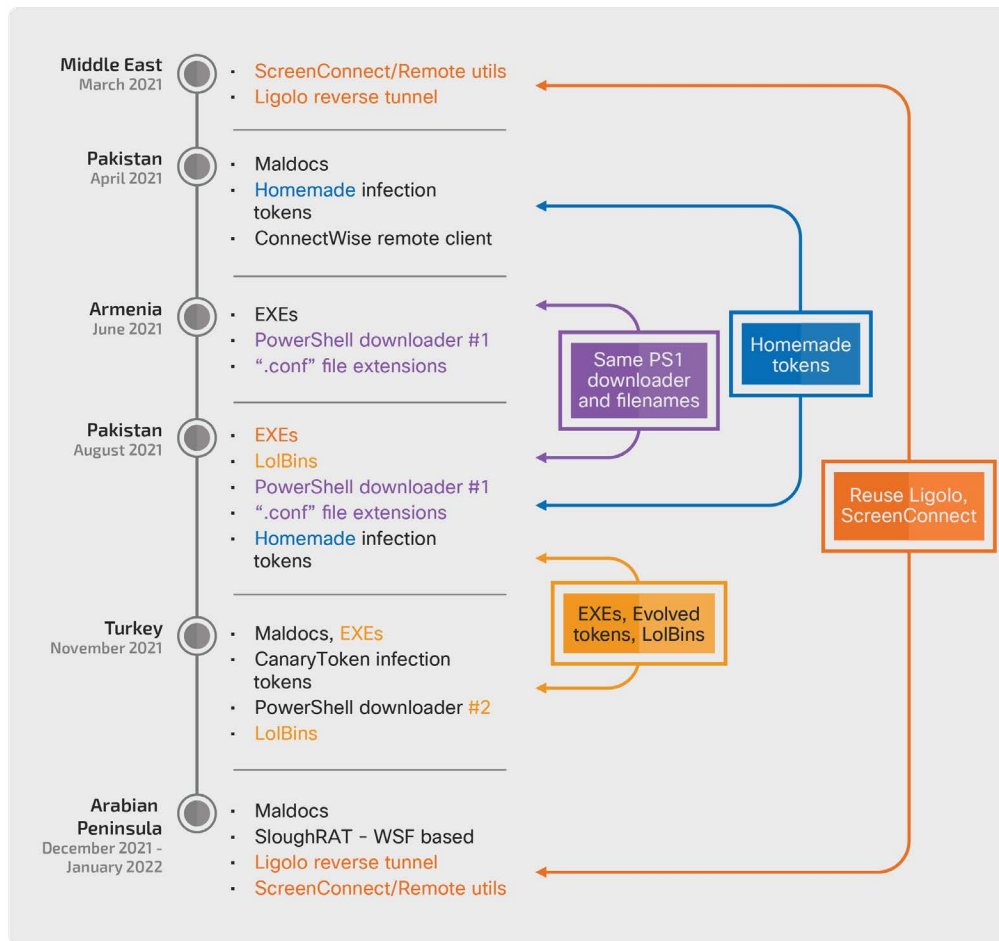 Middle East
March 2021
ScreenConnect/Remote utils
Ligolo reverse tunnel
Pakistan
April 2021
Maldocs
Homemade infection
tokens
ConnectWise remote client
Armenia
June 2021
EXEs
PowerShell downloader #1
“.conf” file extensions
Pakistan
August 2021
EXEs
LolBins
PowerShell downloader #1
“.conf” file extensions
Homemade infection
tokens
Turkey
November 2021
Maldocs, EXEs
CanaryToken infection
tokens
PowerShell downloader #2
LolBins
Arabian
Peninsula
December 2021 -
January 2022
Maldocs
SloughRAT - WSF based
Ligolo reverse tunnel
ScreenConnect/Remote utils
Same PS1
downloader
and filenames
Homemade
tokens
Reuse Ligolo,
ScreenConnect
EXEs, Evolved
tokens, LolBins